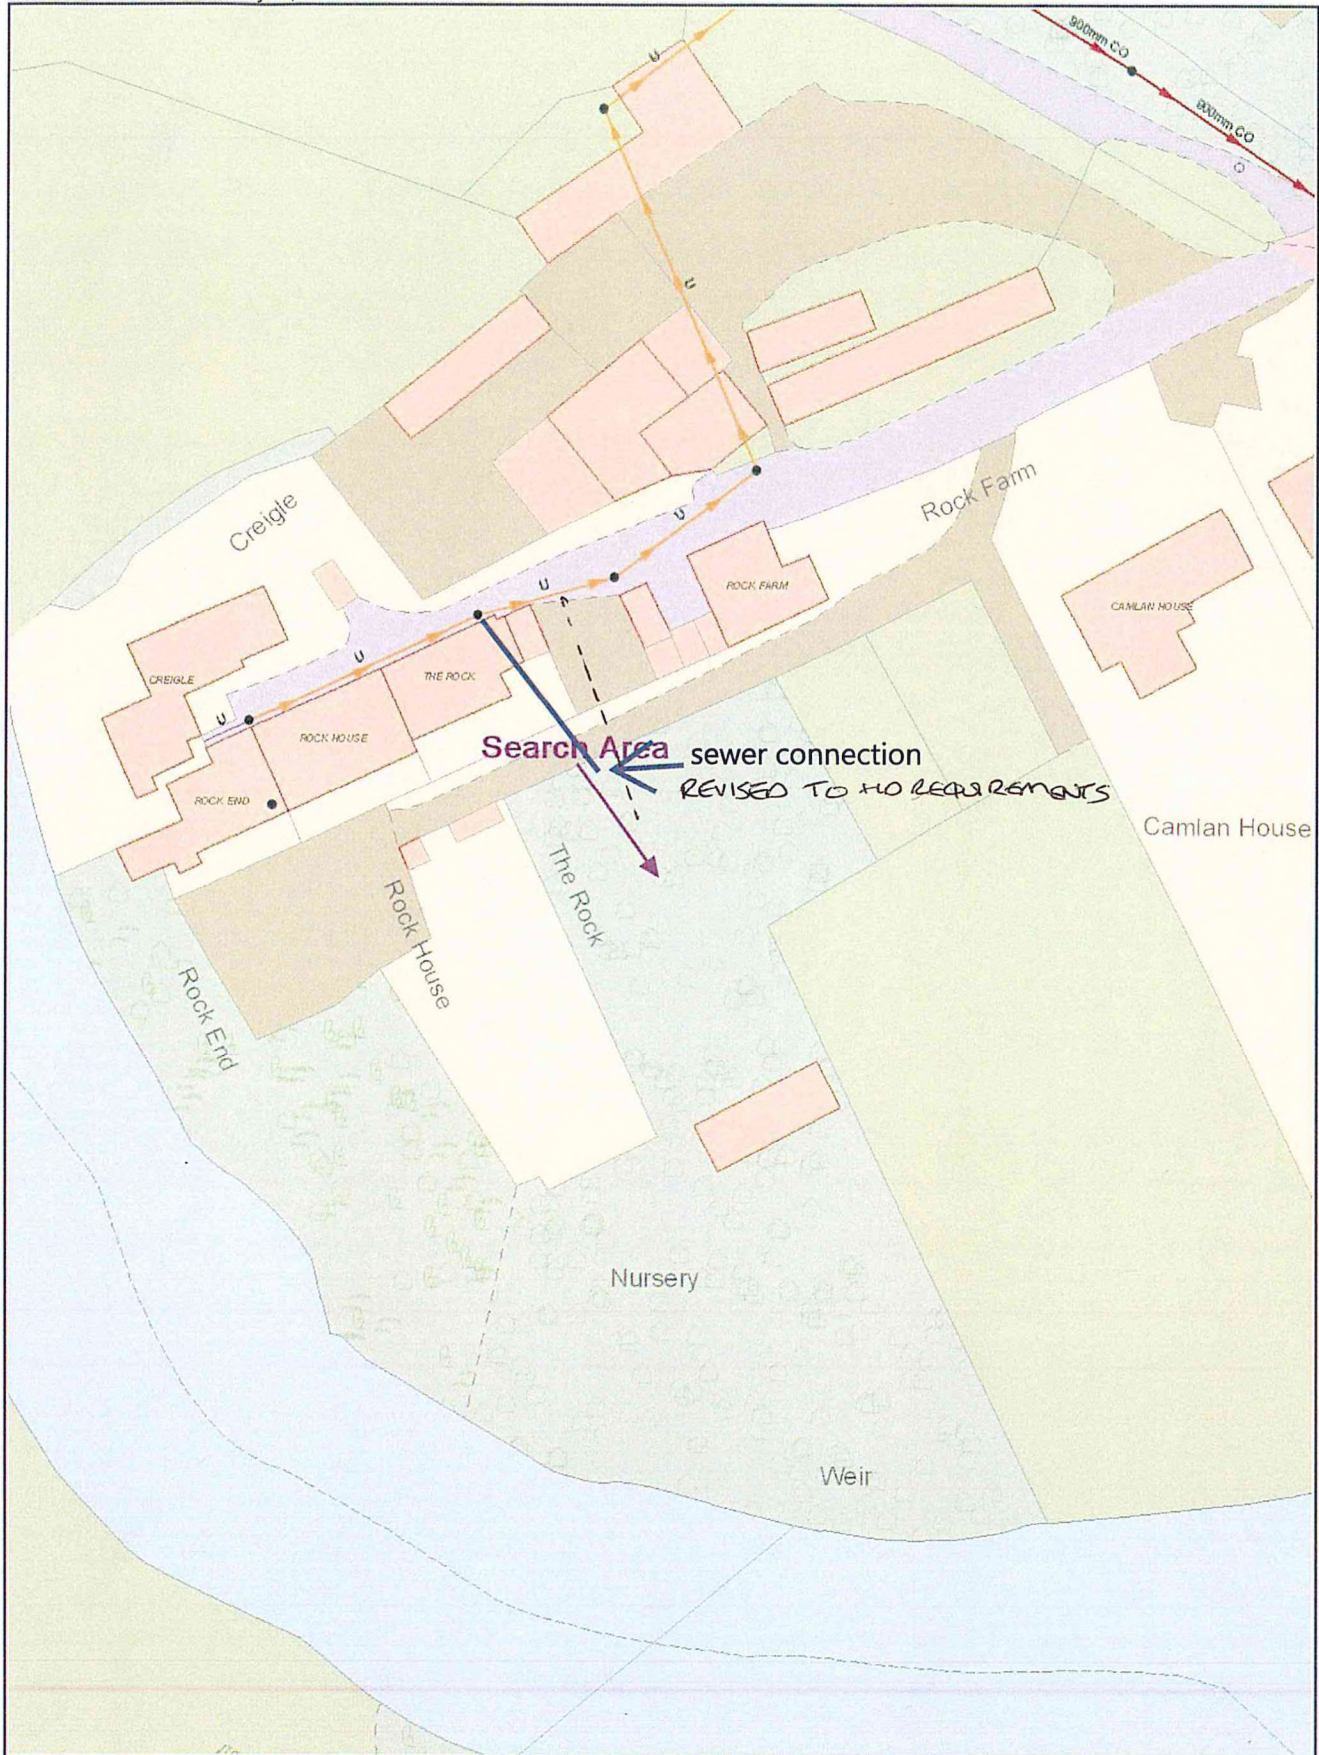 900mm CO
900mm CO
U
U
U
U
U
U
U
U
Creigle
Rock Farm
ROCK FARM
CAMLAN HOUSE
CREIGLE
THE ROCK
ROCK HOUSE
ROCK END
Search Area
sewer connection
REVISED TO HO REQUIREMENTS
Camlan House
The Rock
Rock House
Rock End
Nursery
Weir